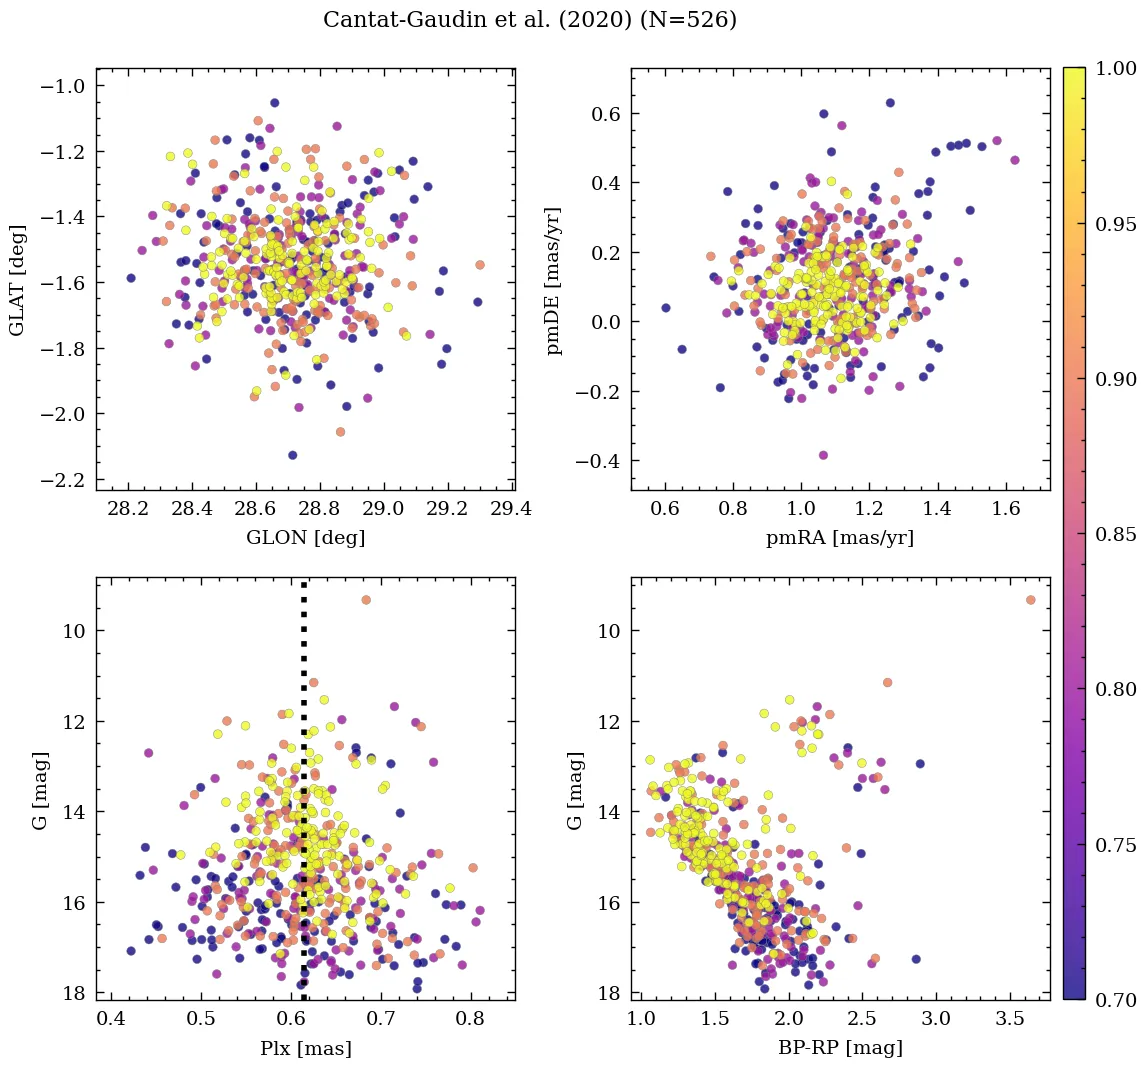 Cantat-Gaudin et al. (2020) (N=526)
−1.0
−1.2
−1.4
−1.6
−1.8
−2.0
−2.2
GLAT [deg]
28.2 28.4 28.6 28.8 29.0 29.2 29.4
GLON [deg]
0.6
0.4
0.2
0.0
−0.2
−0.4
pmDE [mas/yr]
0.6 0.8 1.0 1.2 1.4 1.6
pmRA [mas/yr]
10
12
14
16
18
G [mag]
0.4 0.5 0.6 0.7 0.8
Plx [mas]
10
12
14
16
18
G [mag]
1.0 1.5 2.0 2.5 3.0 3.5
BP-RP [mag]
1.00
0.95
0.90
0.85
0.80
0.75
0.70